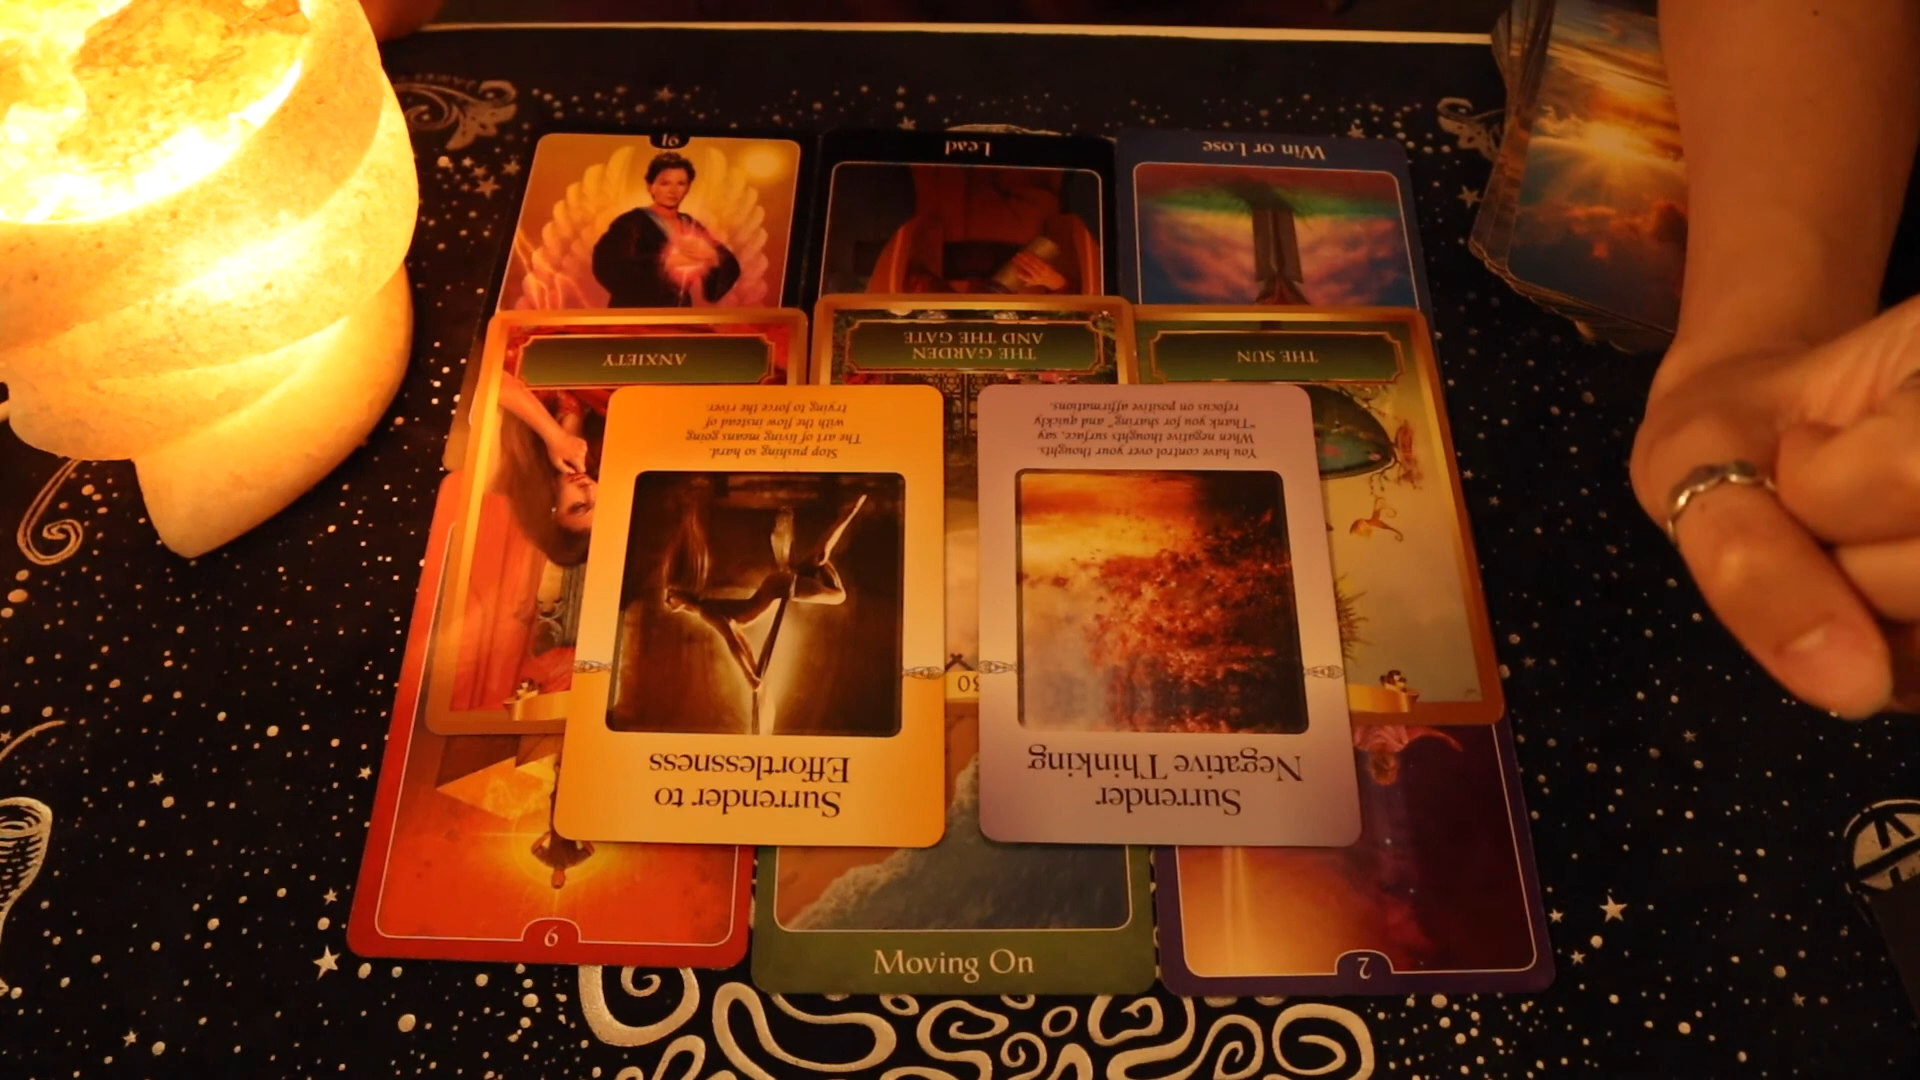 16
Lead
Win or Lose
ANXIETY
THE GARDEN
AND THE GATE
THE SUN
Surrender to
Effortlessness
Stop pushing so hard.
The art of living means going
with the flow instead of
trying to force the river.
Surrender
Negative Thinking
You have control over your thoughts.
When negative thoughts surface, say,
"Thank you for sharing" and quickly
refocus on positive affirmations.
30
Moving On
2